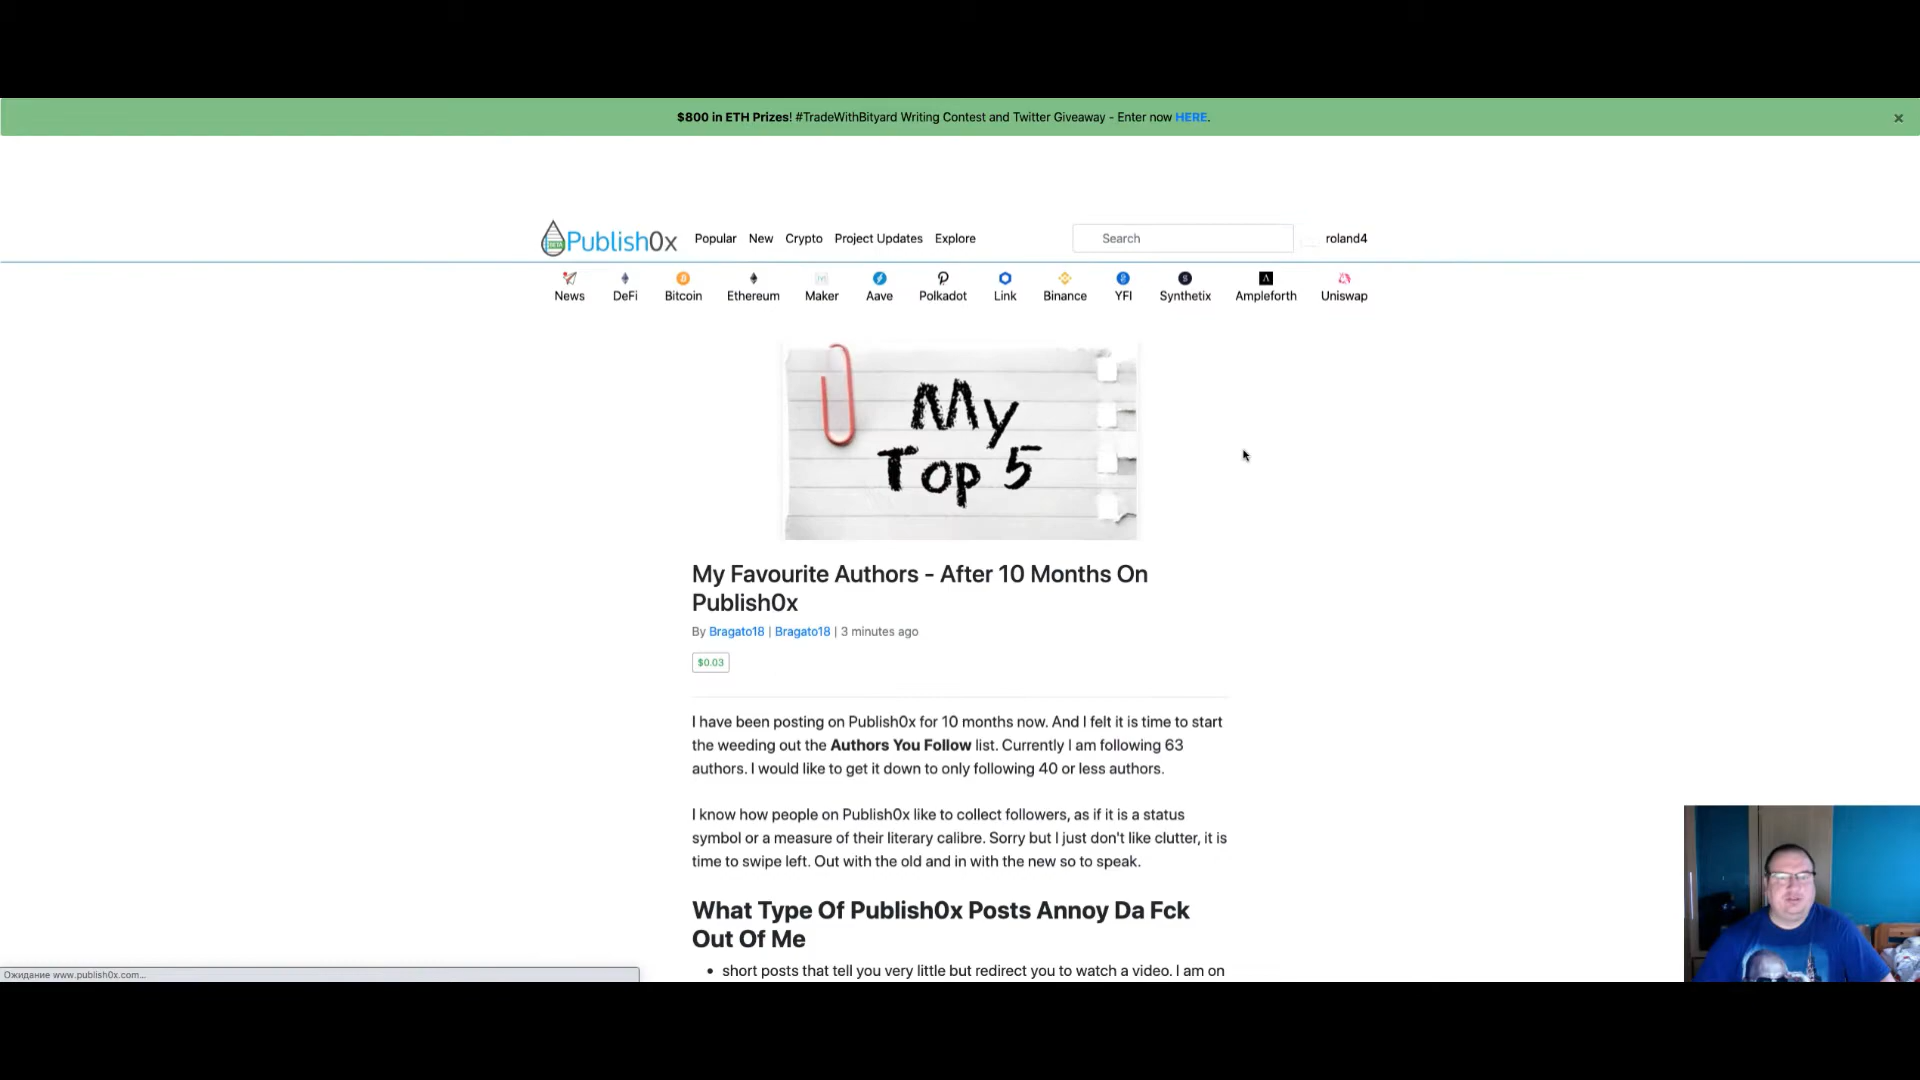 $800 in ETH Prizes! #TradeWithBityard Writing Contest and Twitter Giveaway - Enter now HERE.
×
BETA Publish0x Popular New Crypto Project Updates Explore Search roland4
News DeFi Bitcoin Ethereum Maker Aave Polkadot Link Binance YFI Synthetix Ampleforth Uniswap
My
Top 5
My Favourite Authors - After 10 Months On
Publish0x
By Bragato18 | Bragato18 | 3 minutes ago
$0.03
I have been posting on Publish0x for 10 months now. And I felt it is time to start
the weeding out the Authors You Follow list. Currently I am following 63
authors. I would like to get it down to only following 40 or less authors.
I know how people on Publish0x like to collect followers, as if it is a status
symbol or a measure of their literary calibre. Sorry but I just don't like clutter, it is
time to swipe left. Out with the old and in with the new so to speak.
What Type Of Publish0x Posts Annoy Da Fck
Out Of Me
• short posts that tell you very little but redirect you to watch a video. I am on
Ожидание www.publish0x.com...